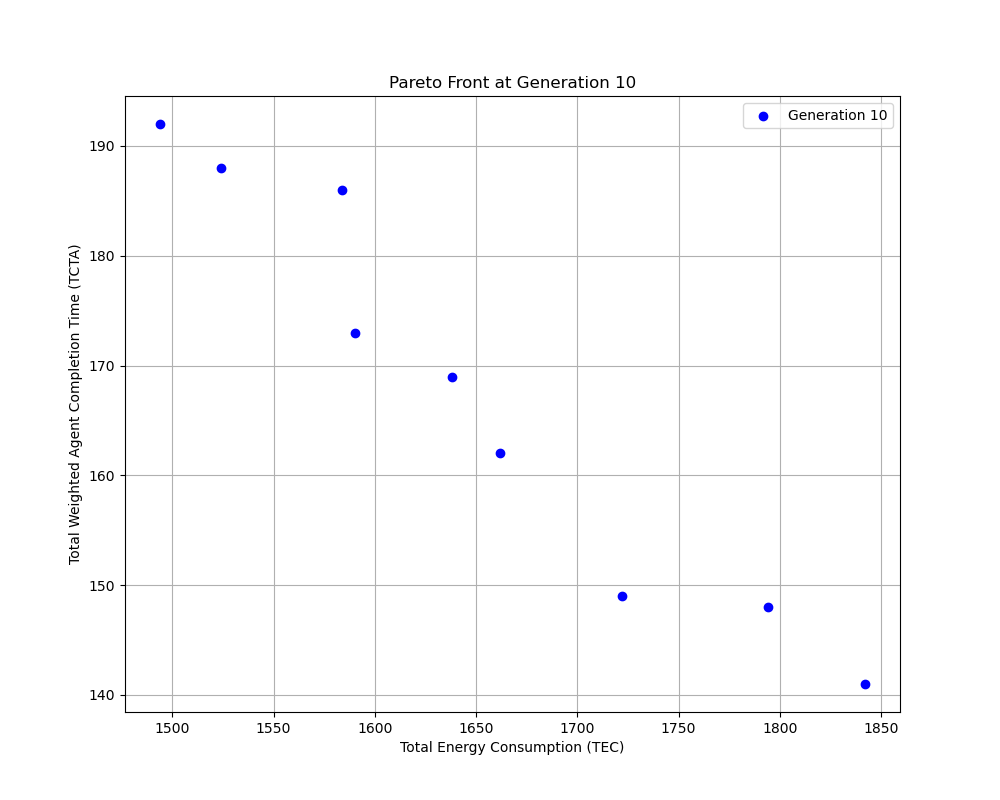 Pareto Front at Generation 10
Generation 10
190
180
170
160
150
140
Total Weighted Agent Completion Time (TCTA)
1500 1550 1600 1650 1700 1750 1800 1850
Total Energy Consumption (TEC)